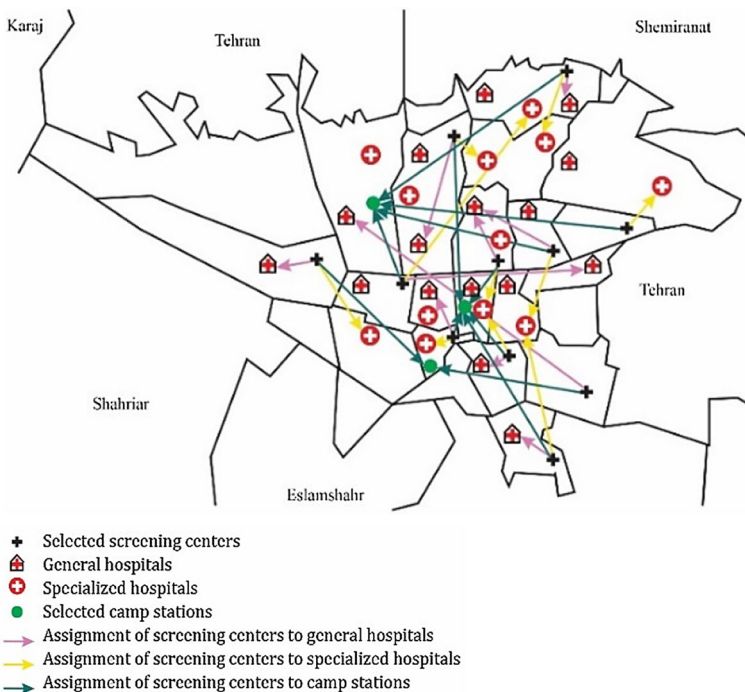 Karaj
Tehran
Shemiranat
Tehran
Shahriar
Eslamshahr
Selected screening centers
General hospitals
Specialized hospitals
Selected camp stations
Assignment of screening centers to general hospitals
Assignment of screening centers to specialized hospitals
Assignment of screening centers to camp stations